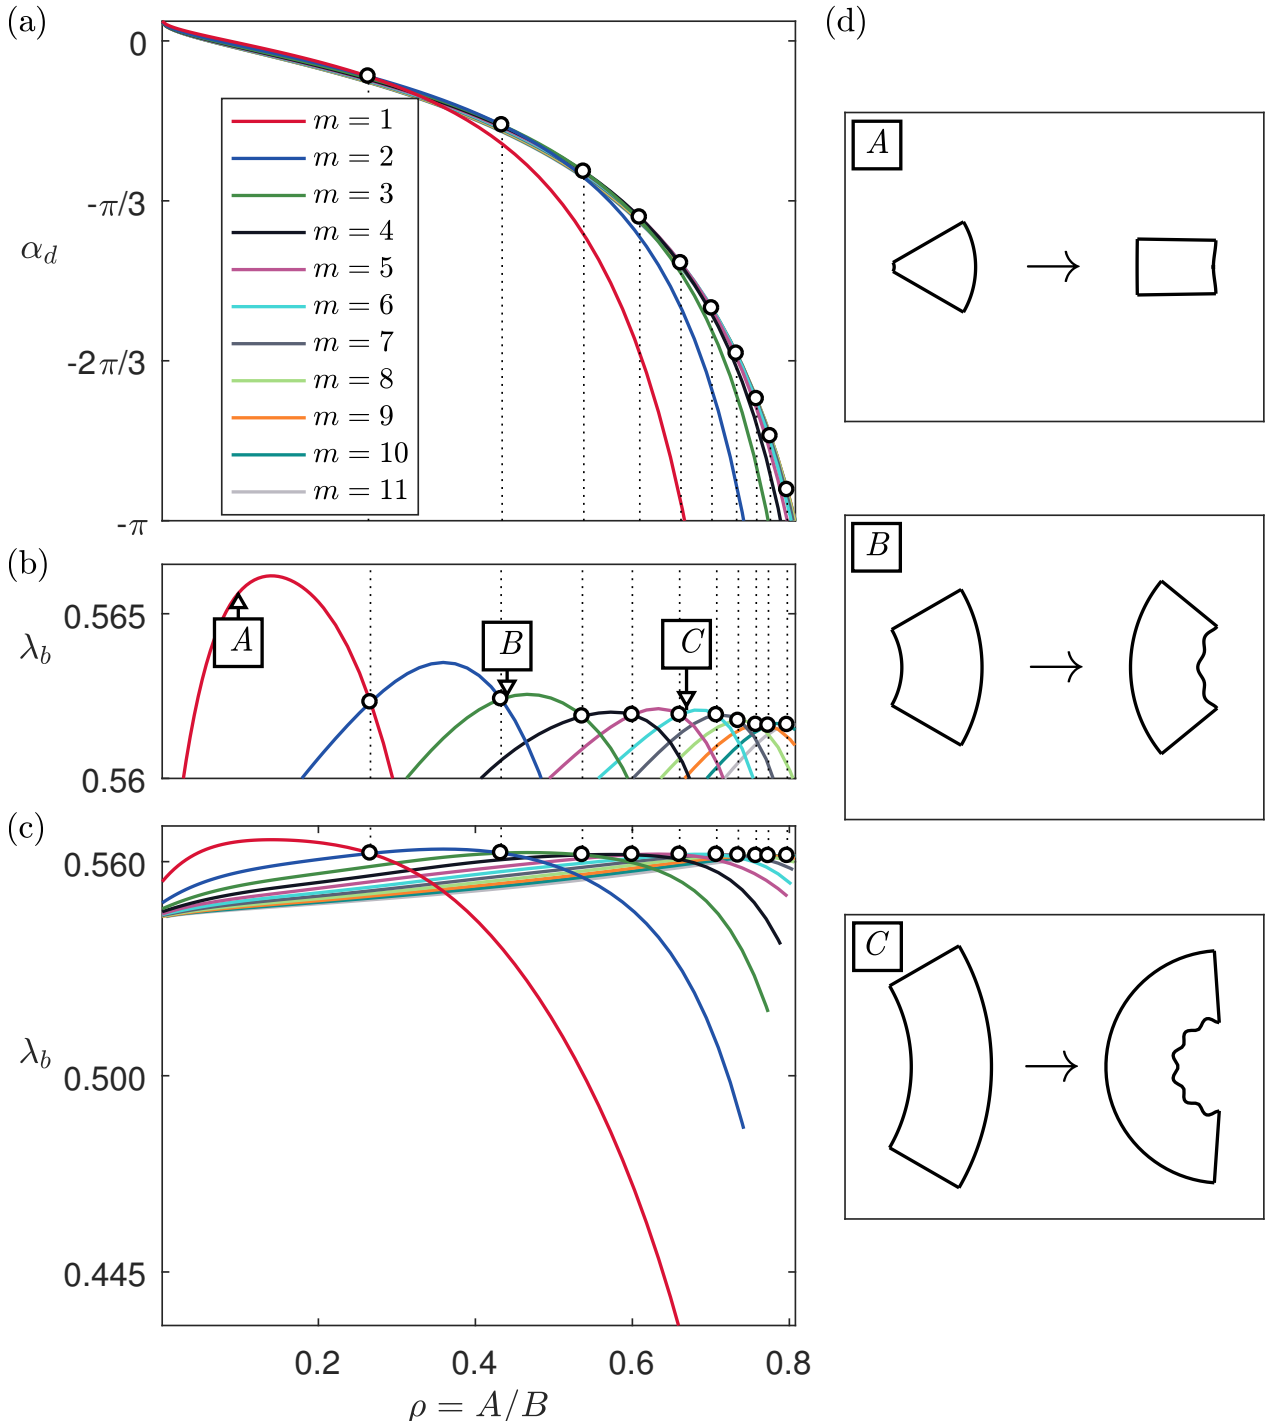 (a)
0
-π/3
α_d
-2π/3
-π
m = 1
m = 2
m = 3
m = 4
m = 5
m = 6
m = 7
m = 8
m = 9
m = 10
m = 11
(b)
0.565
λ_b
0.56
A
B
C
(c)
0.560
λ_b
0.500
0.445
0.2 0.4 0.6 0.8
ρ = A/B
(d)
A
B
C